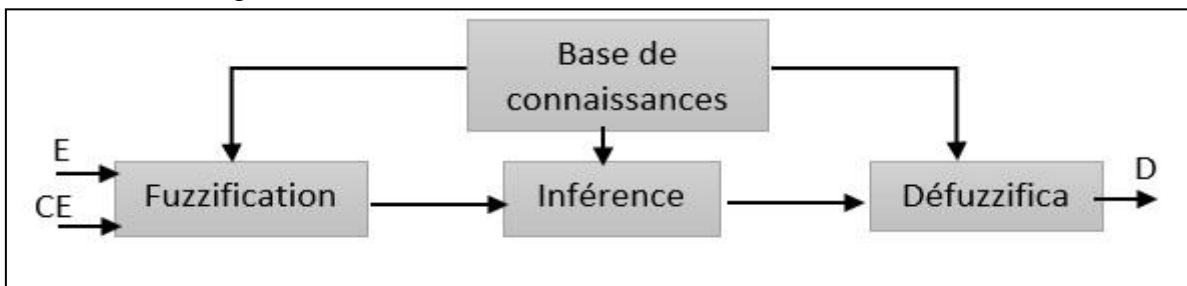 Base de
connaissances
E
CE
Fuzzification
Inférence
Défuzzifica
D